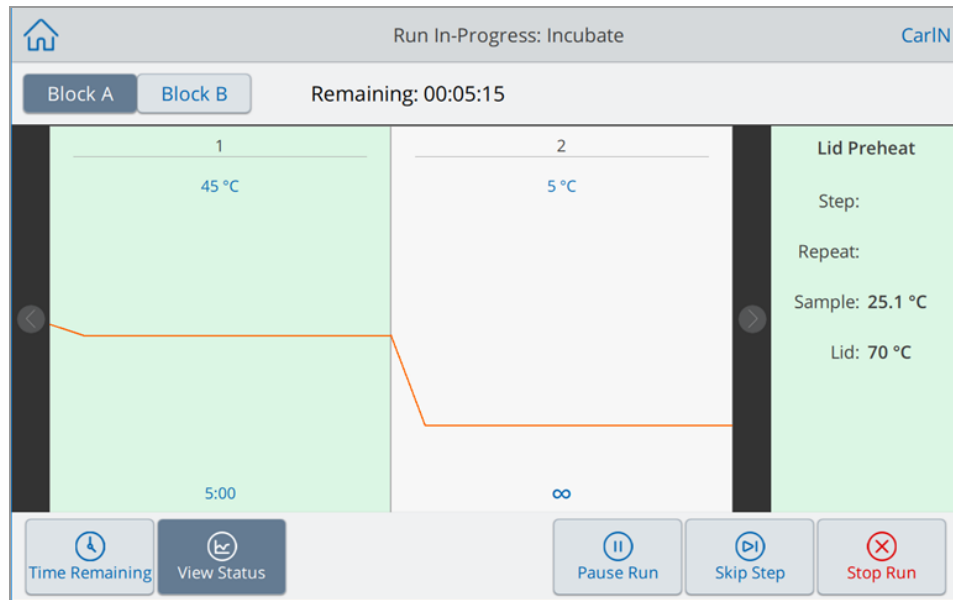 Run In-Progress: Incubate
CarlN
Block A
Block B
Remaining: 00:05:15
1
45 °C
5:00
2
5 °C
∞
Lid Preheat
Step:
Repeat:
Sample: 25.1 °C
Lid: 70 °C
Time Remaining
View Status
Pause Run
Skip Step
Stop Run